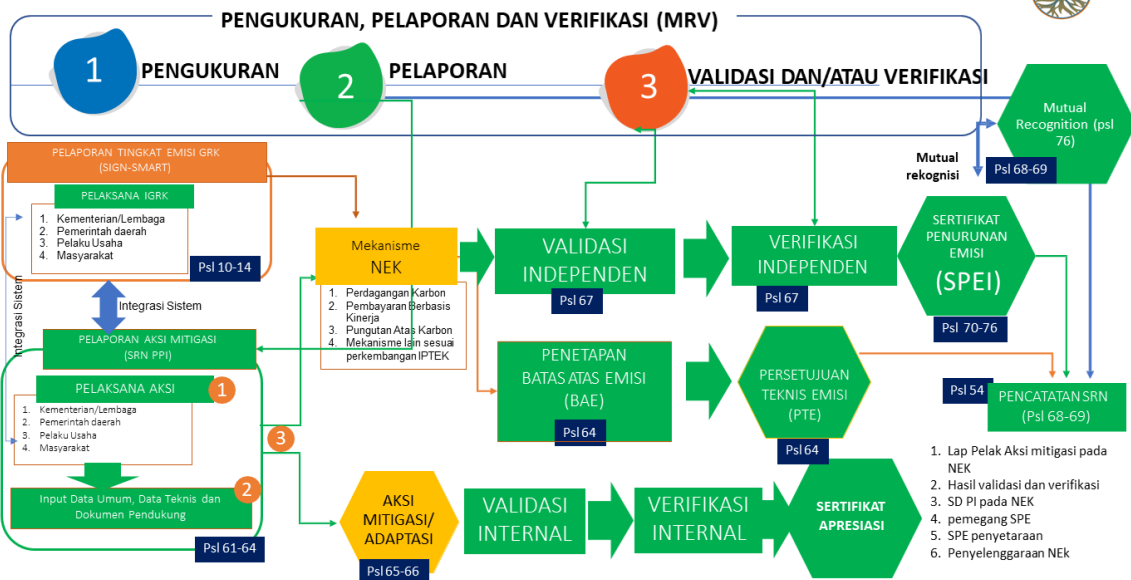 PENGUKURAN, PELAPORAN DAN VERIFIKASI (MRV)
1
PENGUKURAN
2
PELAPORAN
3
VALIDASI DAN/ATAU VERIFIKASI
Mutual
Recognition (psl
76)
Mutual
rekognisi
Psl 68-69
PELAPORAN TINGKAT EMISI GRK
(SIGN-SMART)
PELAKSANA IGRK
1. Kementerian/Lembaga
2. Pemerintah daerah
3. Pelaku Usaha
4. Masyarakat
Psl 10-14
Integrasi Sistem
Integrasi Sistem
Mekanisme
NEK
1. Perdagangan Karbon
2. Pembayaran Berbasis
Kinerja
3. Pungutan Atas Karbon
4. Mekanisme lain sesuai
perkembangan IPTEK
VALIDASI
INDEPENDEN
Psl 67
VERIFIKASI
INDEPENDEN
Psl 67
SERTIFIKAT
PENURUNAN
EMISI
(SPEI)
Psl 70-76
PELAPORAN AKSI MITIGASI
(SRN PPI)
PELAKSANA AKSI
1
1. Kementerian/Lembaga
2. Pemerintah daerah
3. Pelaku Usaha
4. Masyarakat
3
Input Data Umum, Data Teknis dan
Dokumen Pendukung
2
Psl 61-64
PENETAPAN
BATAS ATAS EMISI
(BAE)
Psl 64
PERSETUJUAN
TEKNIS EMISI
(PTE)
Psl 64
Psl 54
PENCATATAN SRN
(Psl 68-69)
1. Lap Pelak Aksi mitigasi pada
NEK
2. Hasil validasi dan verifikasi
3. SD PI pada NEK
4. pemegang SPE
5. SPE penyetaraan
6. Penyelenggaraan NEk
AKSI
MITIGASI/
ADAPTASI
Psl 65-66
VALIDASI
INTERNAL
VERIFIKASI
INTERNAL
SERTIFIKAT
APRESIASI